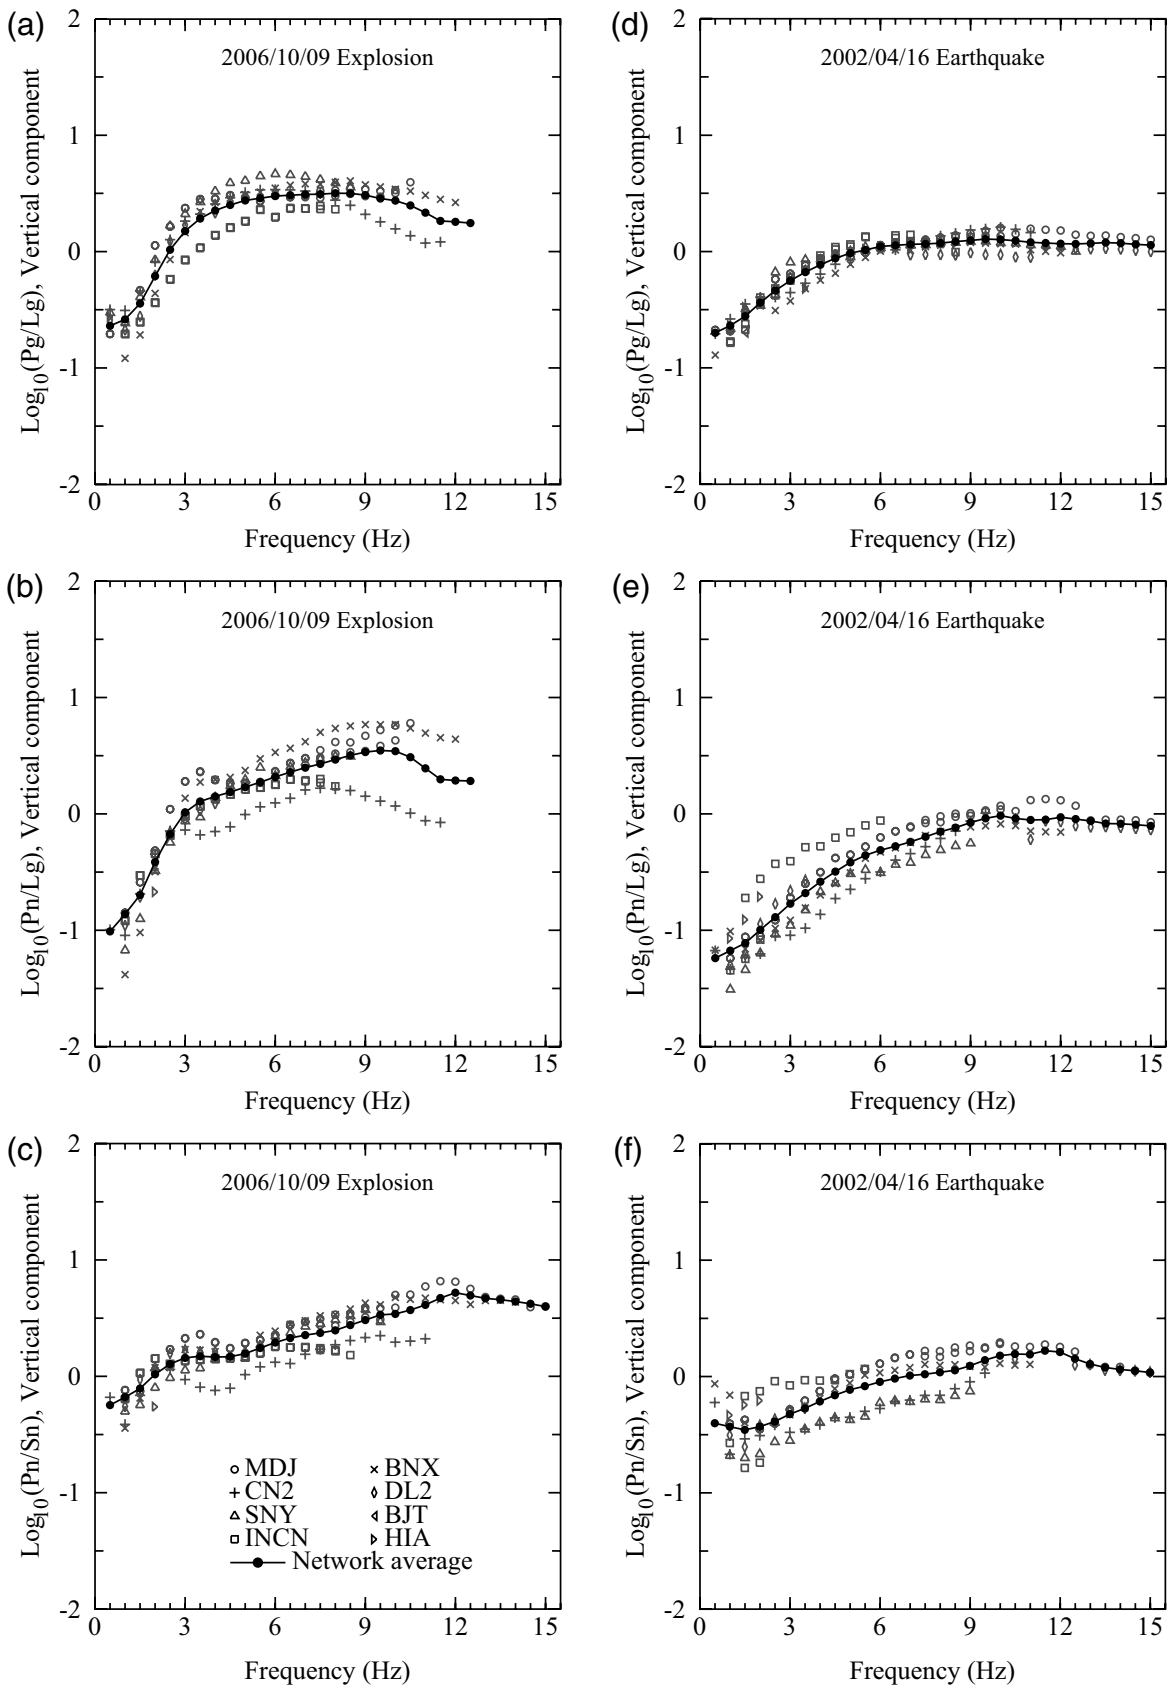 (a)
2006/10/09 Explosion
Log10(Pg/Lg), Vertical component
2
1
0
-1
-2
0 3 6 9 12 15
Frequency (Hz)
(d)
2002/04/16 Earthquake
Log10(Pg/Lg), Vertical component
2
1
0
-1
-2
0 3 6 9 12 15
Frequency (Hz)
(b)
2006/10/09 Explosion
Log10(Pn/Lg), Vertical component
2
1
0
-1
-2
0 3 6 9 12 15
Frequency (Hz)
(e)
2002/04/16 Earthquake
Log10(Pn/Lg), Vertical component
2
1
0
-1
-2
0 3 6 9 12 15
Frequency (Hz)
(c)
2006/10/09 Explosion
Log10(Pn/Sn), Vertical component
2
1
0
-1
-2
MDJ BNX
CN2 DL2
SNY BJT
INCN HIA
Network average
0 3 6 9 12 15
Frequency (Hz)
(f)
2002/04/16 Earthquake
Log10(Pn/Sn), Vertical component
2
1
0
-1
-2
0 3 6 9 12 15
Frequency (Hz)